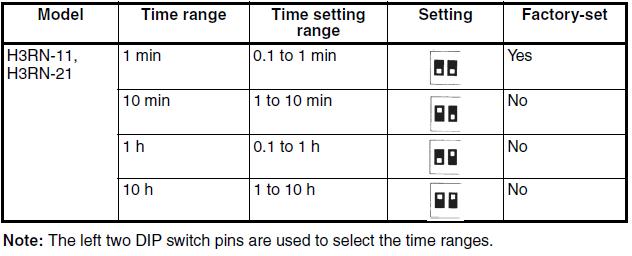 Model Time range Time setting range Setting Factory-set
H3RN-11, H3RN-21 1 min 0.1 to 1 min Yes
10 min 1 to 10 min No
1 h 0.1 to 1 h No
10 h 1 to 10 h No
Note: The left two DIP switch pins are used to select the time ranges.